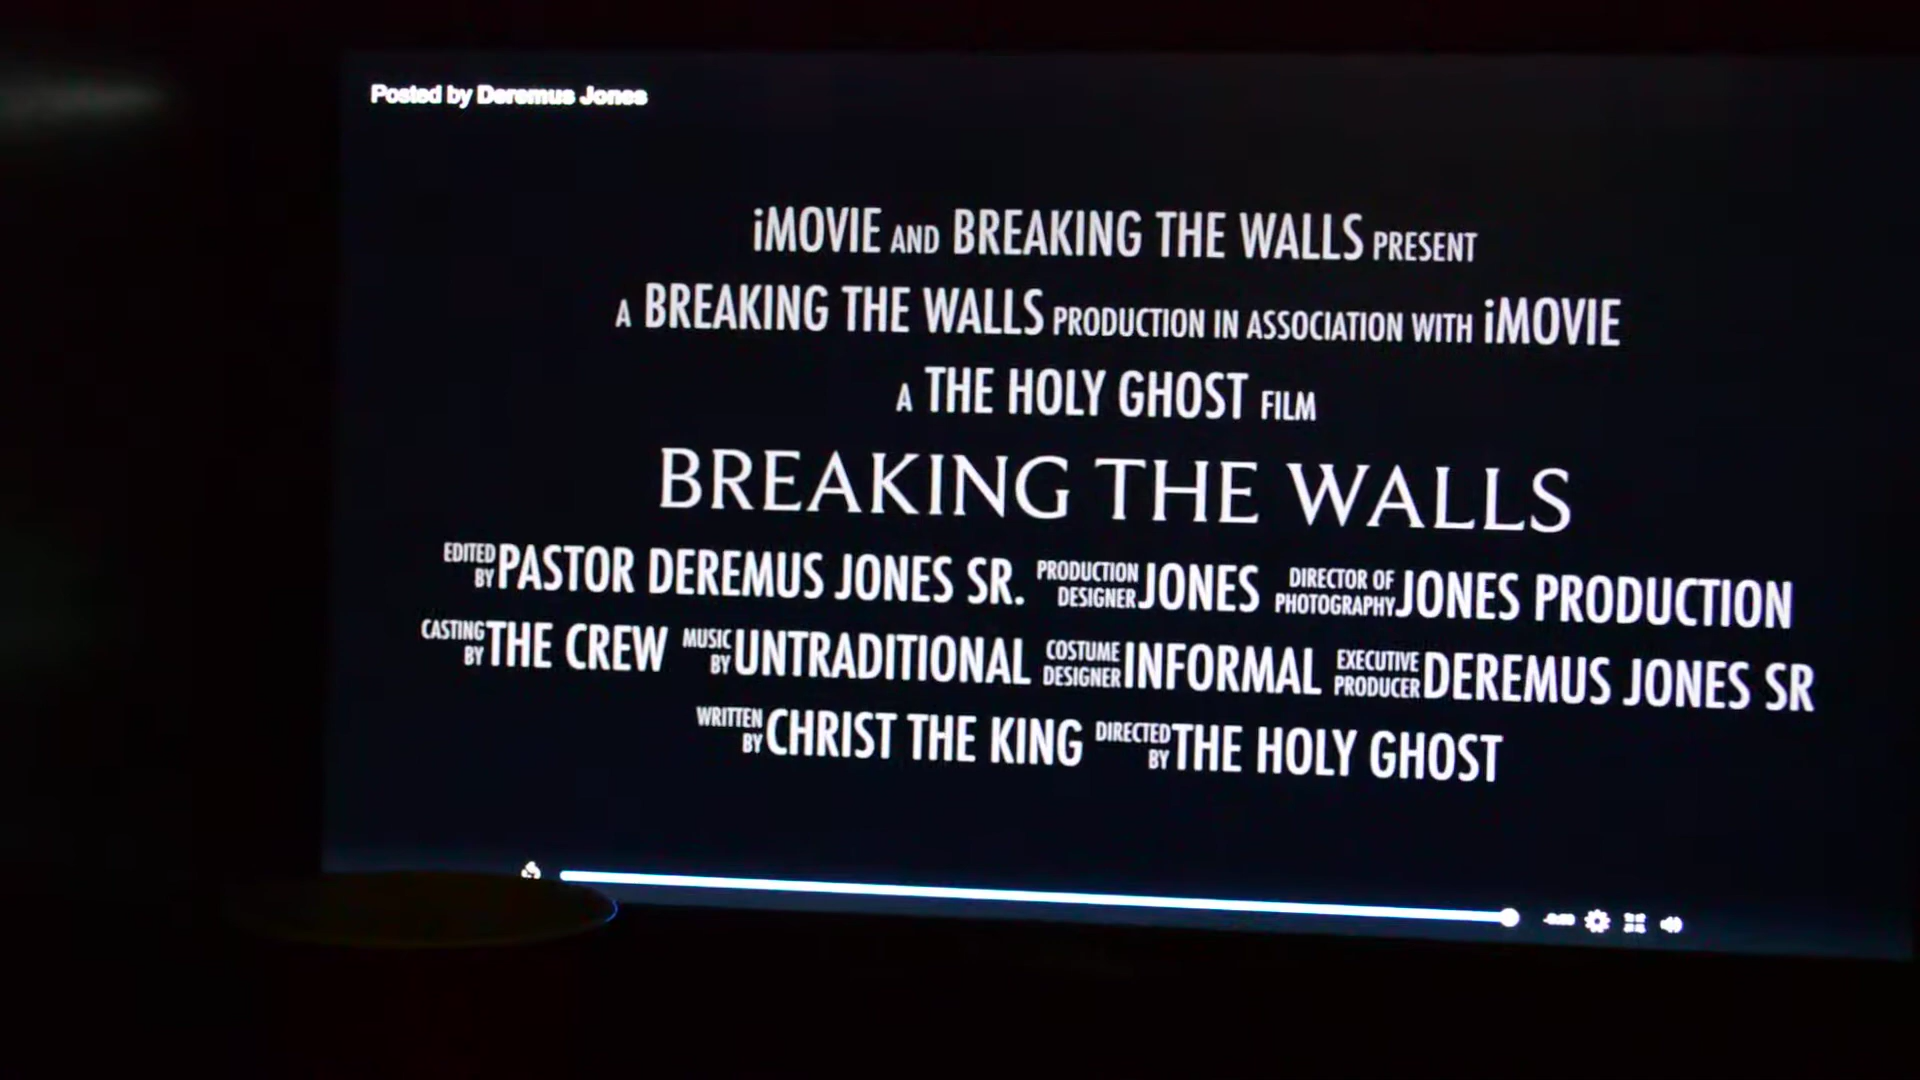 Posted by Deremus Jones
iMOVIE AND BREAKING THE WALLS PRESENT
A BREAKING THE WALLS PRODUCTION IN ASSOCIATION WITH iMOVIE
A THE HOLY GHOST FILM
BREAKING THE WALLS
EDITED BY PASTOR DEREMUS JONES SR. PRODUCTION DESIGNER JONES DIRECTOR OF PHOTOGRAPHY JONES PRODUCTION
CASTING BY THE CREW MUSIC BY UNTRADITIONAL COSTUME DESIGNER INFORMAL EXECUTIVE PRODUCER DEREMUS JONES SR
WRITTEN BY CHRIST THE KING DIRECTED BY THE HOLY GHOST